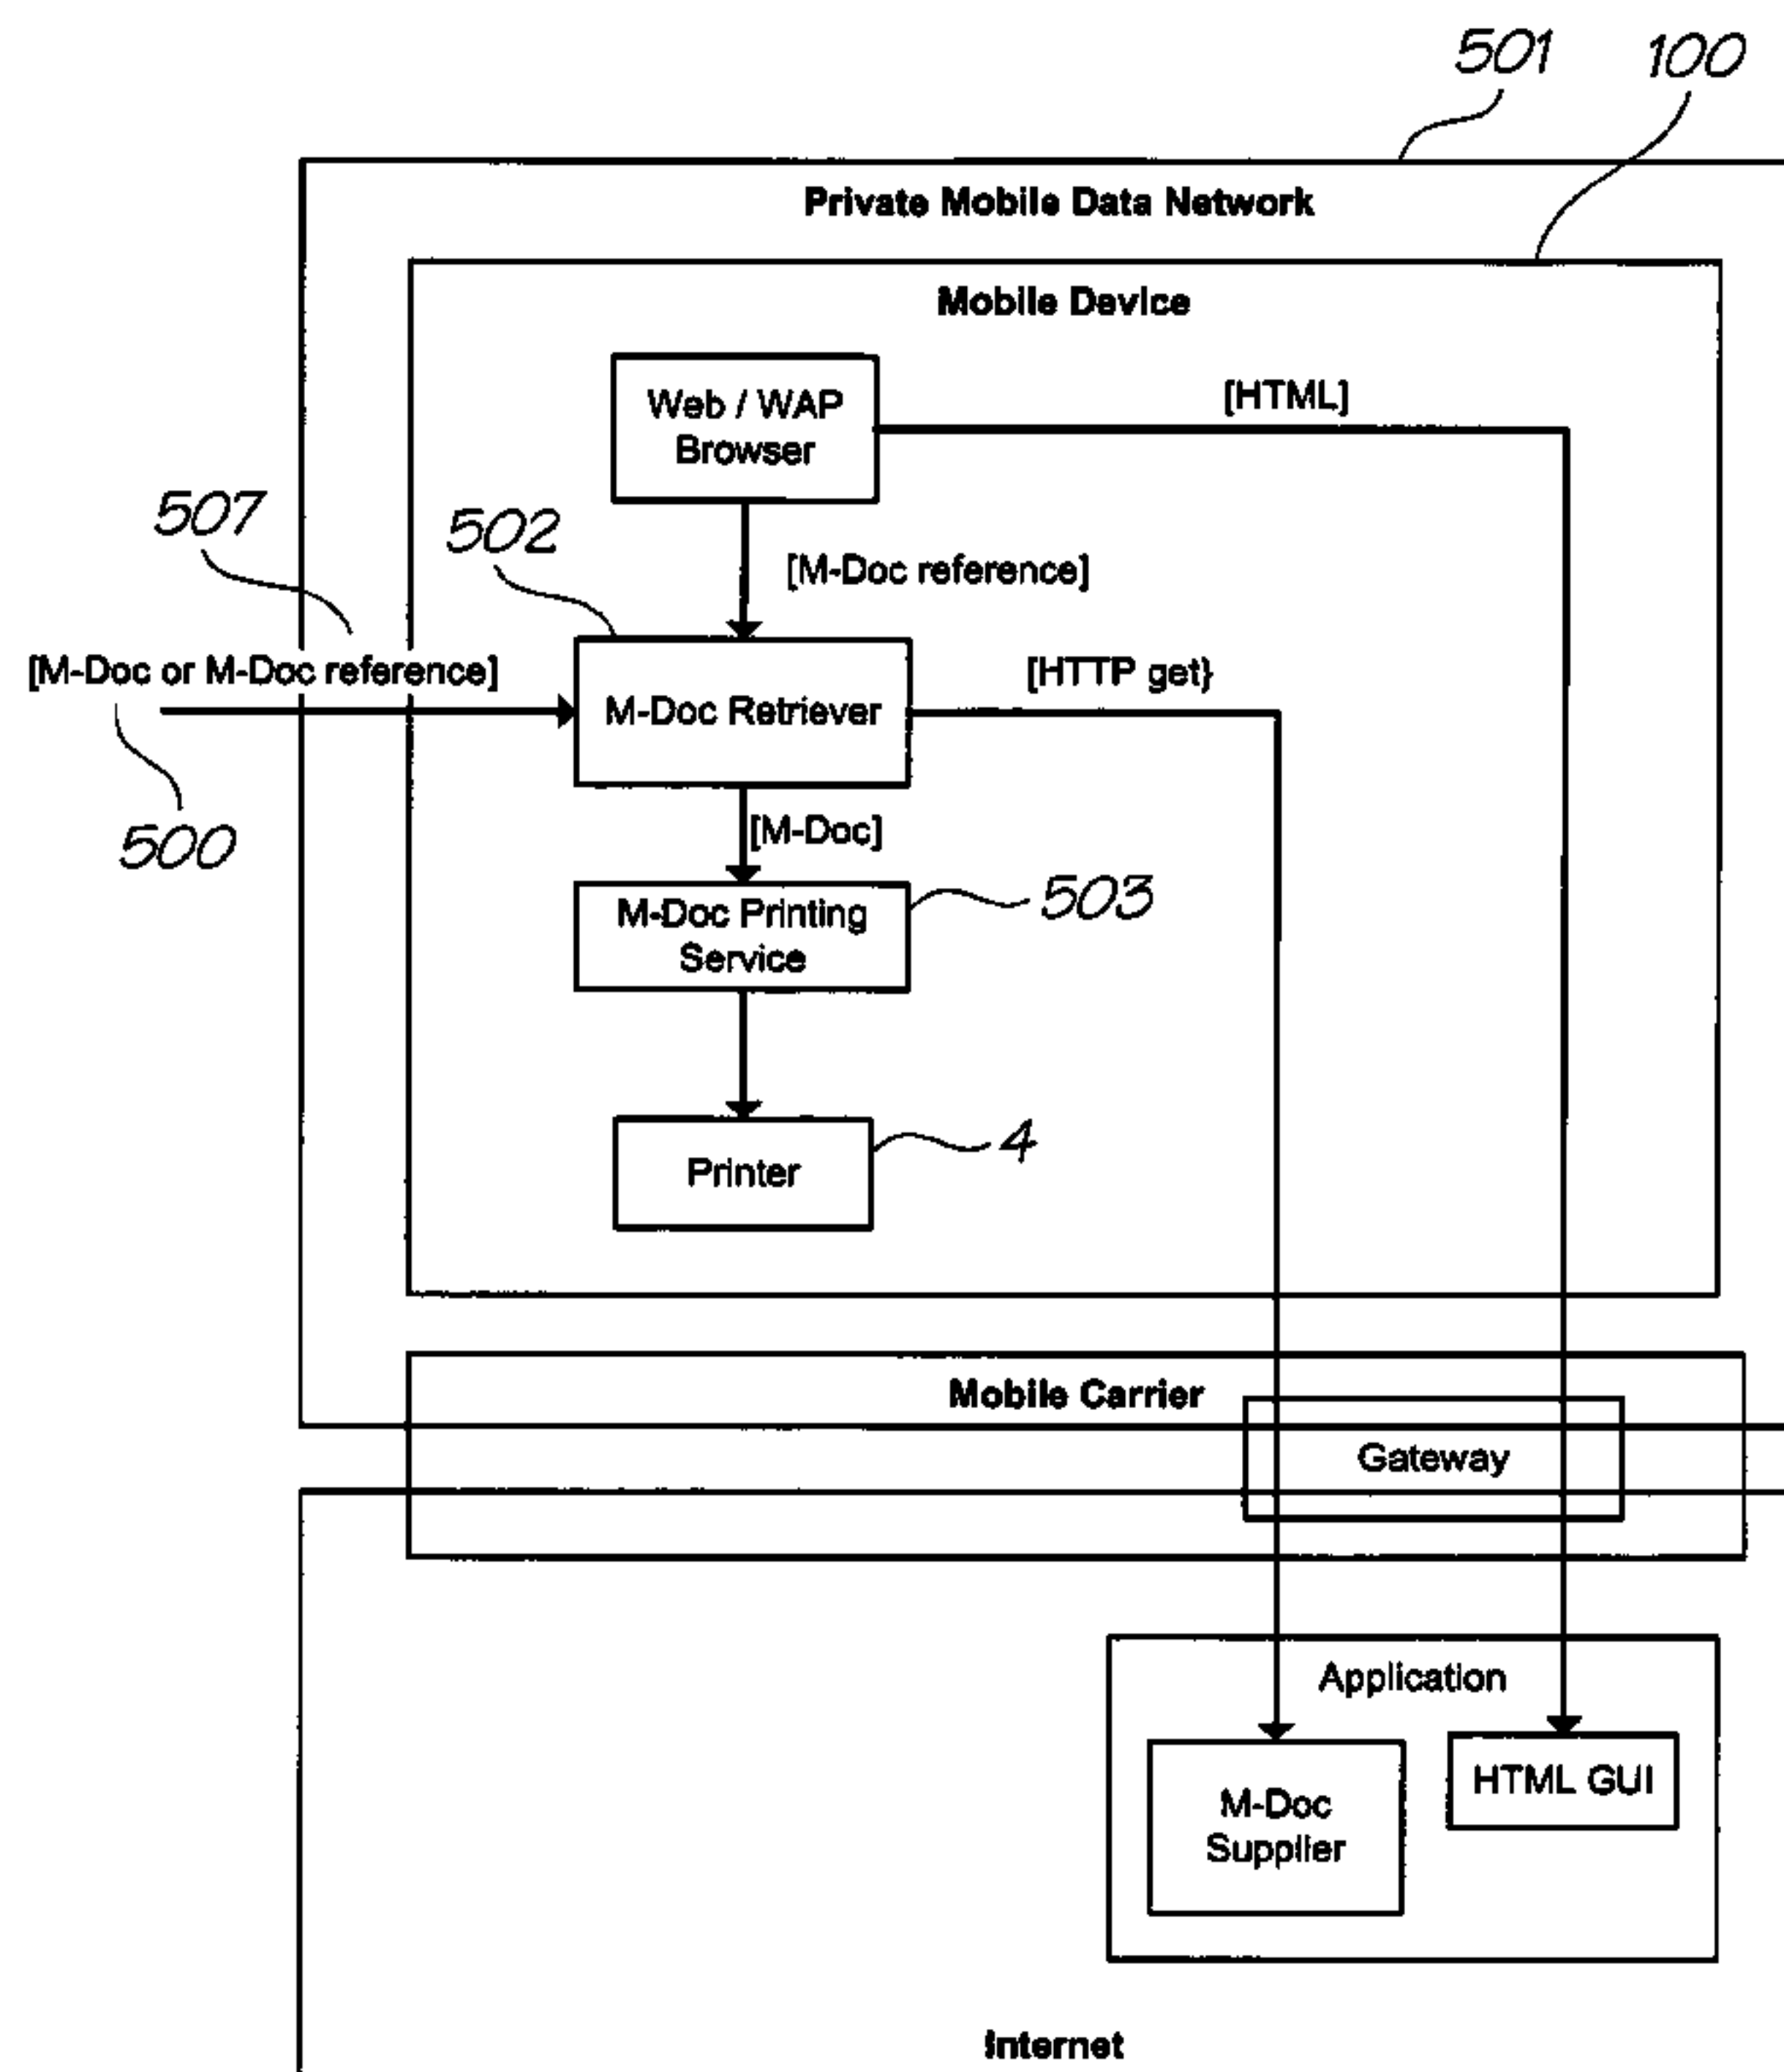 501
100
Private Mobile Data Network
Mobile Device
Web / WAP
Browser
[HTML]
507
502
[M-Doc reference]
[M-Doc or M-Doc reference]
M-Doc Retriever
[HTTP get}
500
[M-Doc]
M-Doc Printing
Service
503
Printer
4
Mobile Carrier
Gateway
Application
M-Doc
Supplier
HTML GUI
Internet